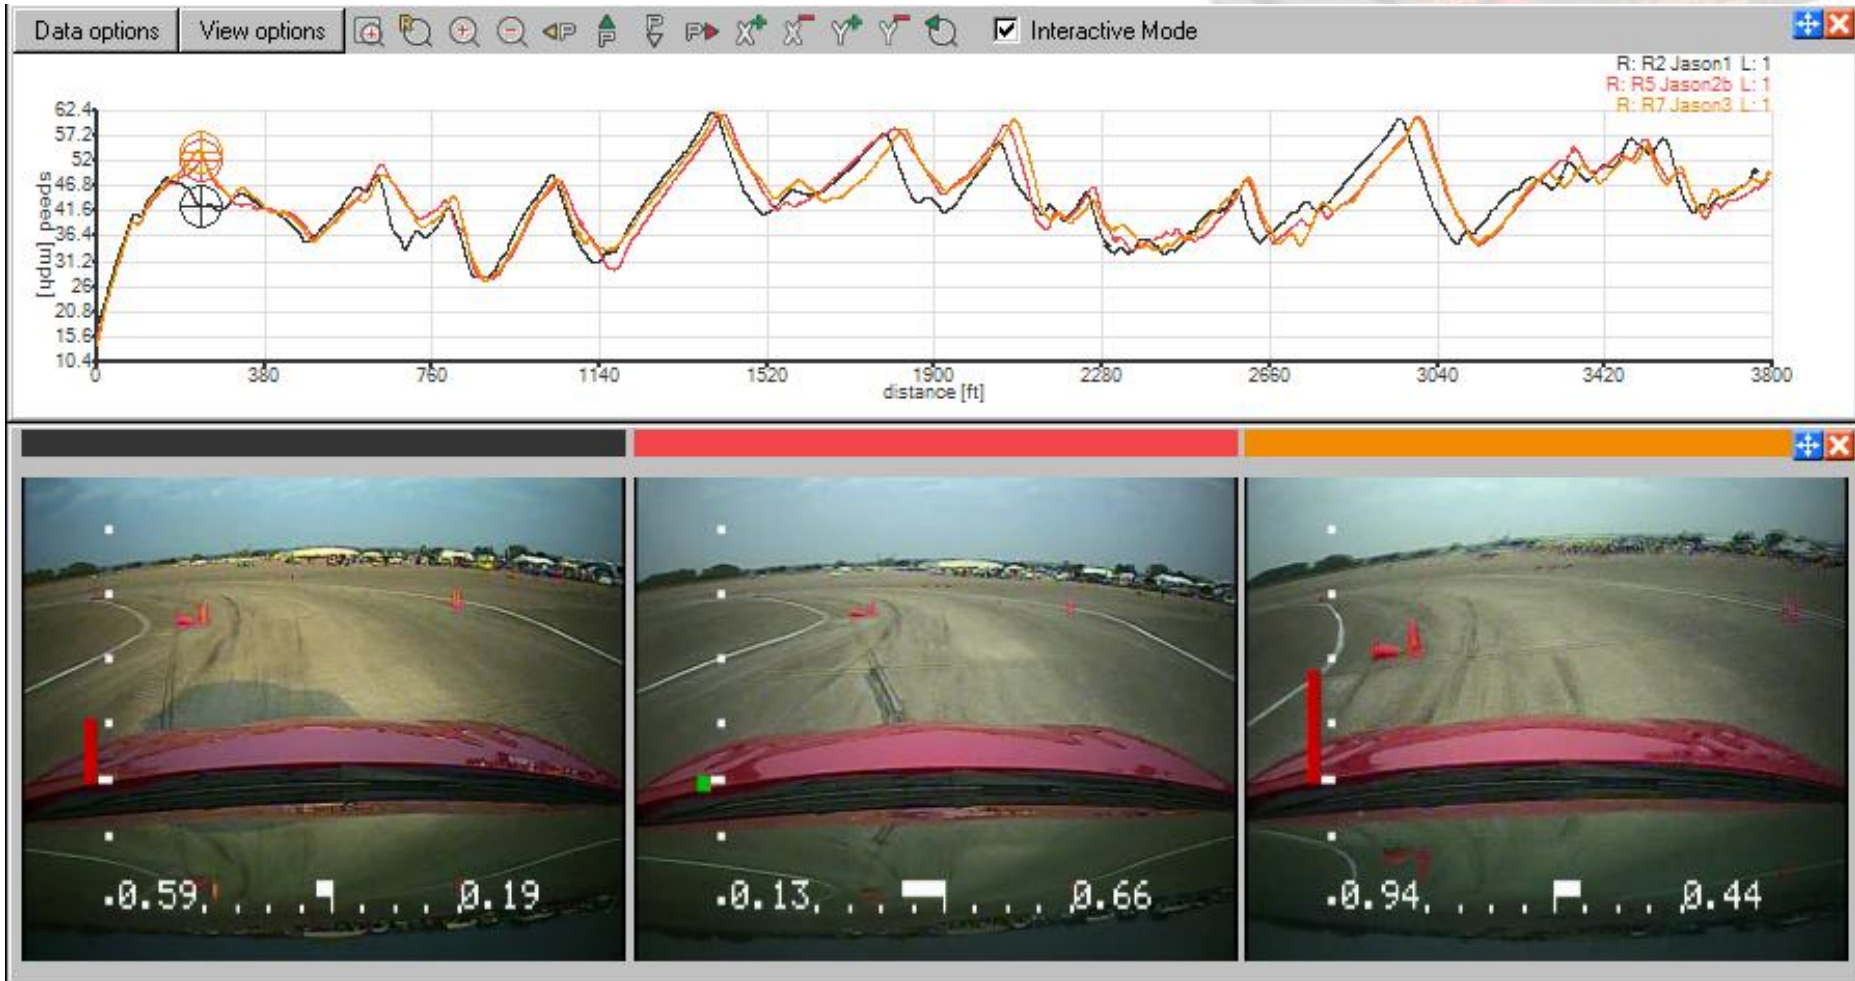 Data options View options P P P P X X Y Y Interactive Mode
R: R2 Jason1 L: 1
R: R5 Jason2b L: 1
R: R7 Jason3 L: 1
speed [mph]
62.4
57.2
52
46.8
41.6
36.4
31.2
26
20.8
15.6
10.4
0 380 760 1140 1520 1900 2280 2660 3040 3420 3800
distance [ft]
-0.59 0.19 -0.13 0.66 -0.94 0.44